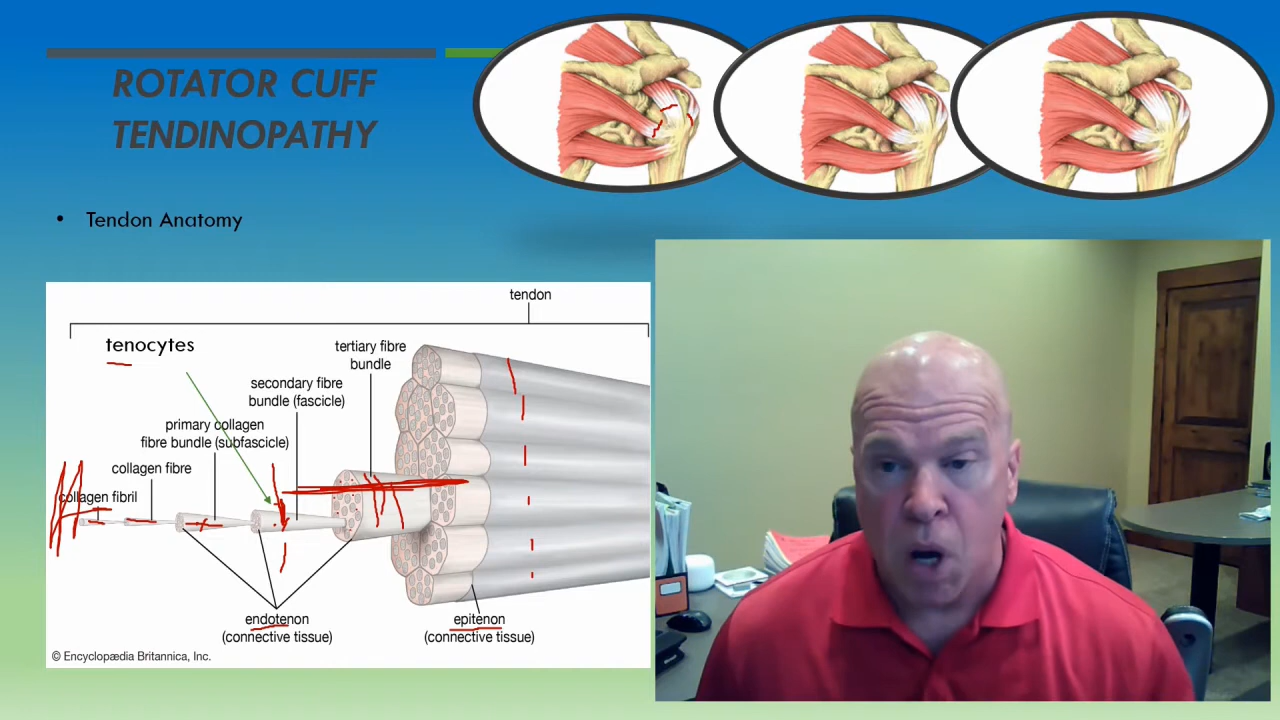 ROTATOR CUFF
TENDINOPATHY
• Tendon Anatomy
tendon
tenocytes
tertiary fibre
bundle
secondary fibre
bundle (fascicle)
primary collagen
fibre bundle (subfascicle)
collagen fibre
collagen fibril
endotenon
(connective tissue)
epitenon
(connective tissue)
© Encyclopædia Britannica, Inc.